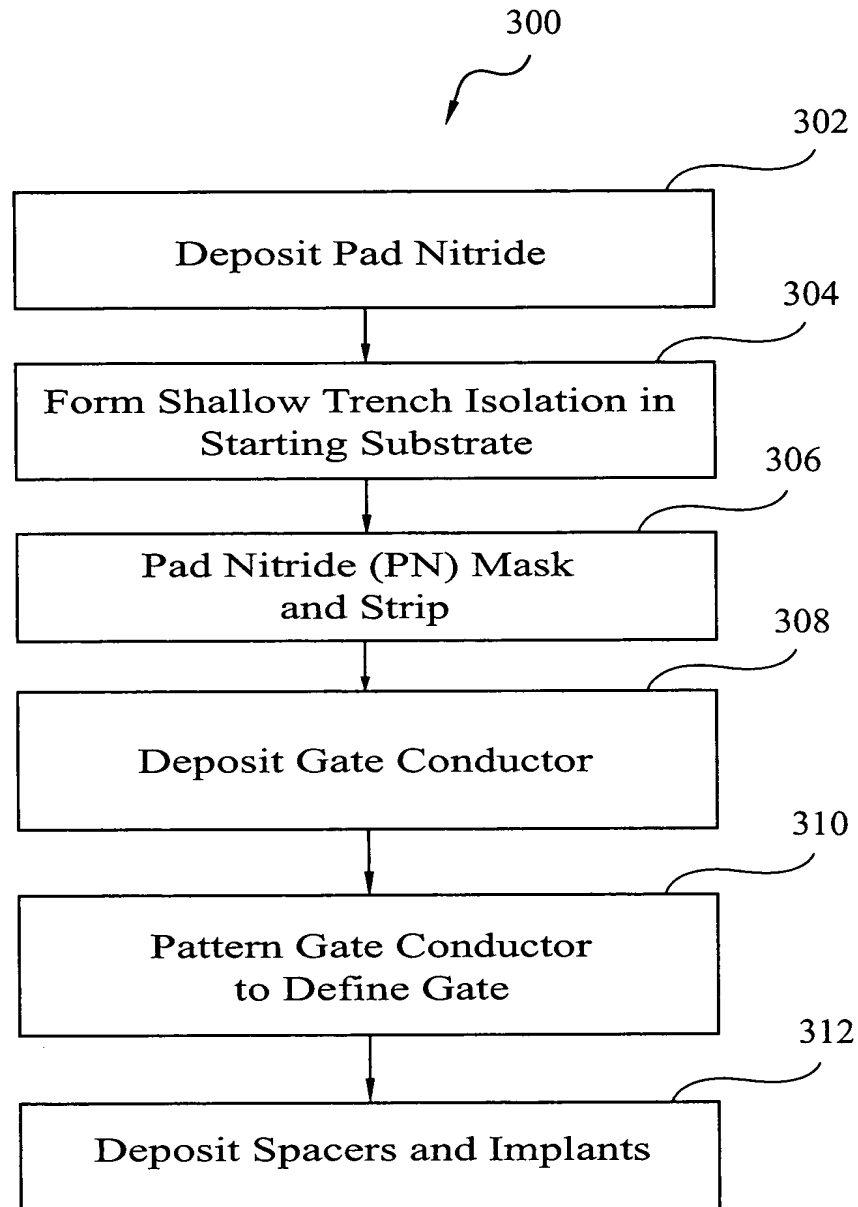 300
302
Deposit Pad Nitride
304
Form Shallow Trench Isolation in
Starting Substrate
306
Pad Nitride (PN) Mask
and Strip
308
Deposit Gate Conductor
310
Pattern Gate Conductor
to Define Gate
312
Deposit Spacers and Implants